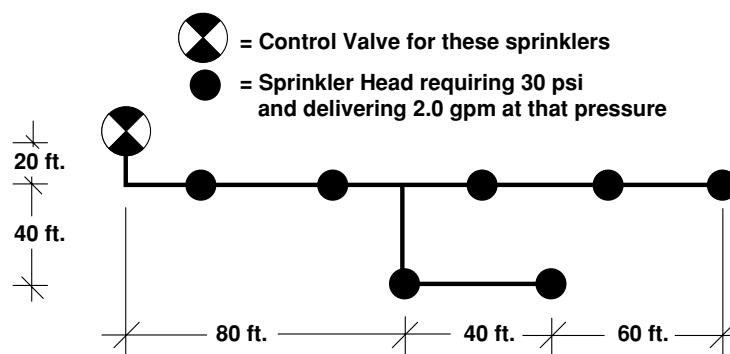 = Control Valve for these sprinklers
= Sprinkler Head requiring 30 psi
and delivering 2.0 gpm at that pressure
20 ft.
40 ft.
80 ft.
40 ft.
60 ft.